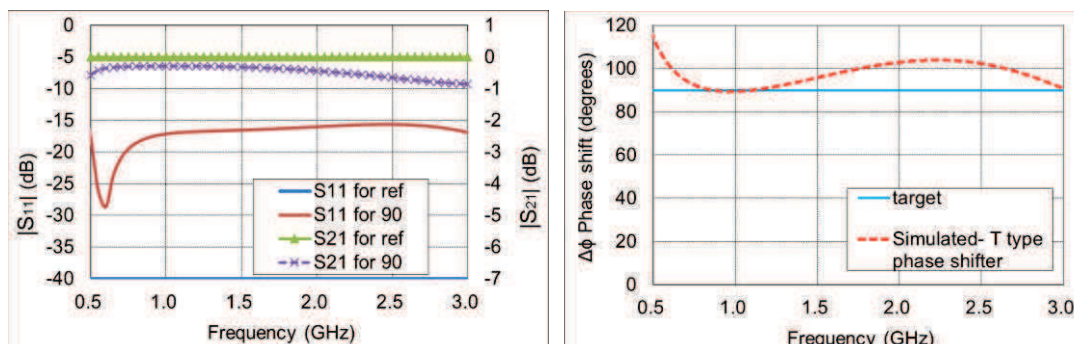 |S11| (dB)
0
-5
-10
-15
-20
-25
-30
-35
-40
1
0
-1
-2
-3
-4
-5
-6
-7
|S21| (dB)
S11 for ref
S11 for 90
S21 for ref
S21 for 90
0.5 1.0 1.5 2.0 2.5 3.0
Frequency (GHz)
Δϕ Phase shift (degrees)
120
100
80
60
40
20
0
target
Simulated- T type
phase shifter
0.5 1.0 1.5 2.0 2.5 3.0
Frequency (GHz)